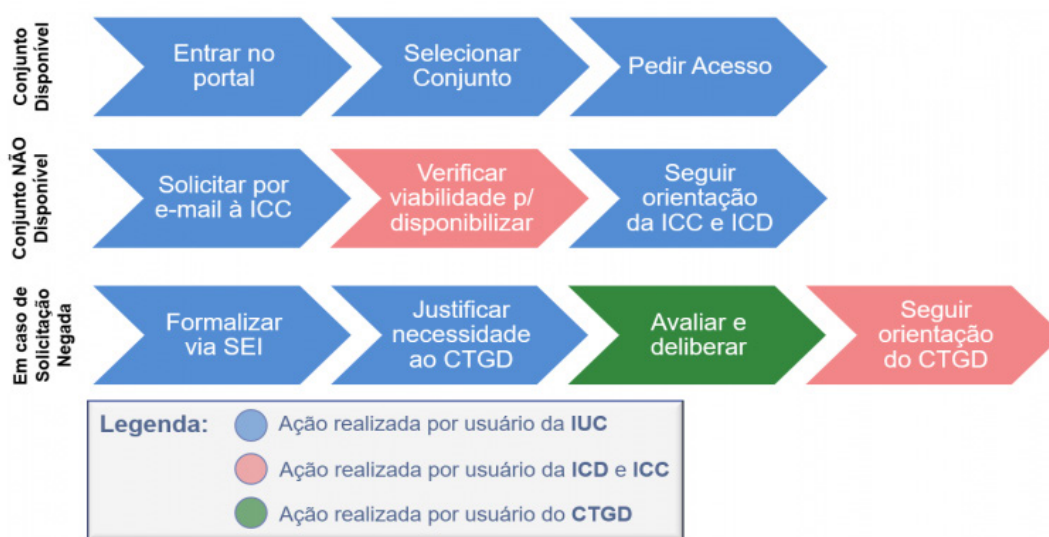 Conjunto
Disponível
Entrar no
portal
Selecionar
Conjunto
Pedir Acesso
Conjunto NÃO
Disponível
Solicitar por
e-mail à ICC
Verificar
viabilidade p/
disponibilizar
Seguir
orientação
da ICC e ICD
Em caso de
Solicitação
Negada
Formalizar
via SEI
Justificar
necessidade
ao CTGD
Avaliar e
deliberar
Seguir
orientação
do CTGD
Legenda:
Ação realizada por usuário da IUC
Ação realizada por usuário da ICD e ICC
Ação realizada por usuário do CTGD